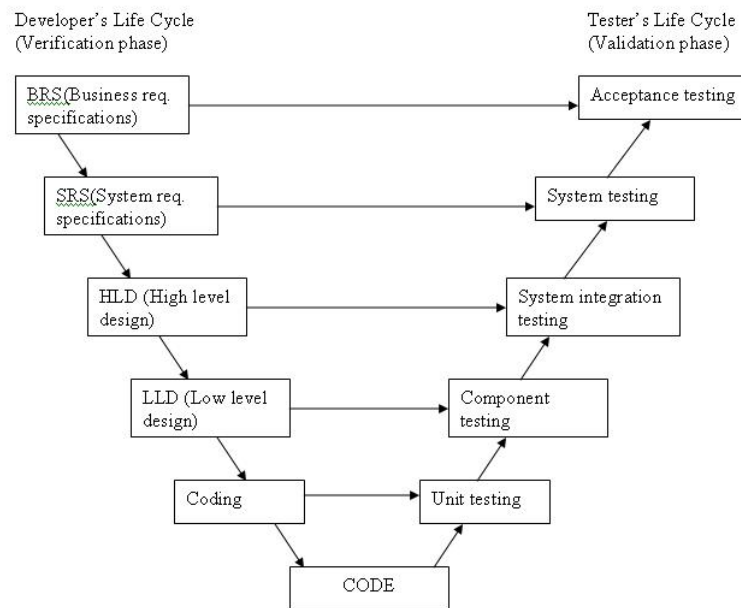 Developer's Life Cycle
(Verification phase)
Tester's Life Cycle
(Validation phase)
BRS(Business req.
specifications)
Acceptance testing
SRS(System req.
specifications)
System testing
HLD (High level
design)
System integration
testing
LLD (Low level
design)
Component
testing
Coding
Unit testing
CODE